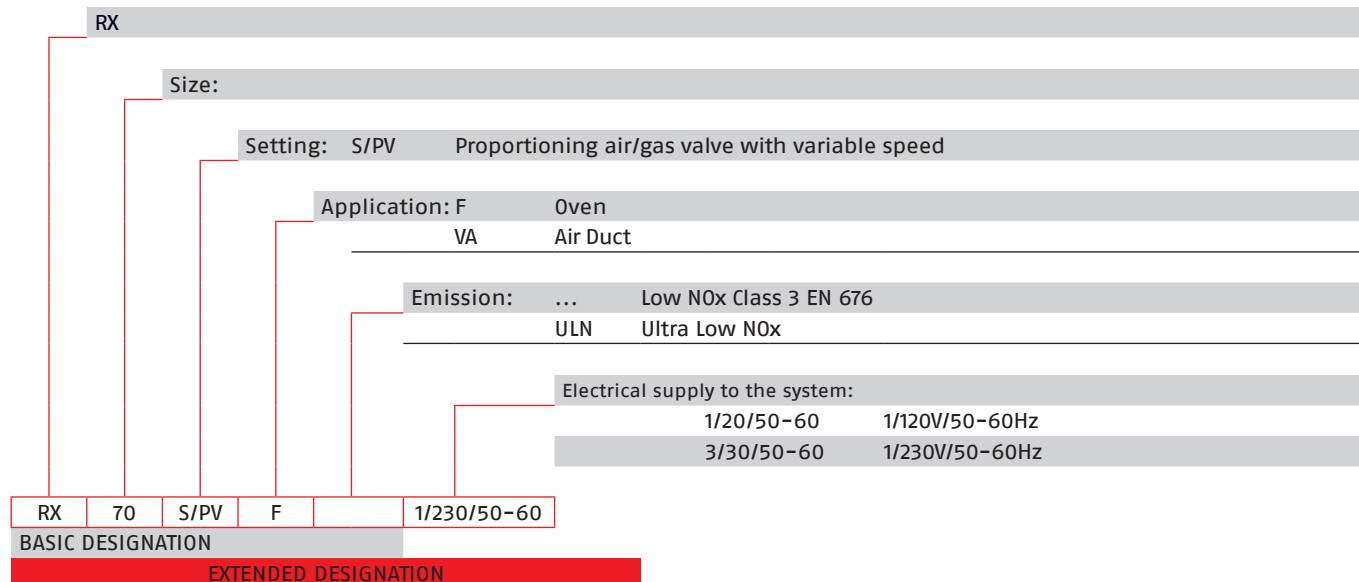 RX
Size:
Setting: S/PV Proportioning air/gas valve with variable speed
Application: F Oven
VA Air Duct
Emission: ... Low NOx Class 3 EN 676
ULN Ultra Low NOx
Electrical supply to the system:
1/20/50-60 1/120V/50-60Hz
3/30/50-60 1/230V/50-60Hz
RX 70 S/PV F 1/230/50-60
BASIC DESIGNATION
EXTENDED DESIGNATION